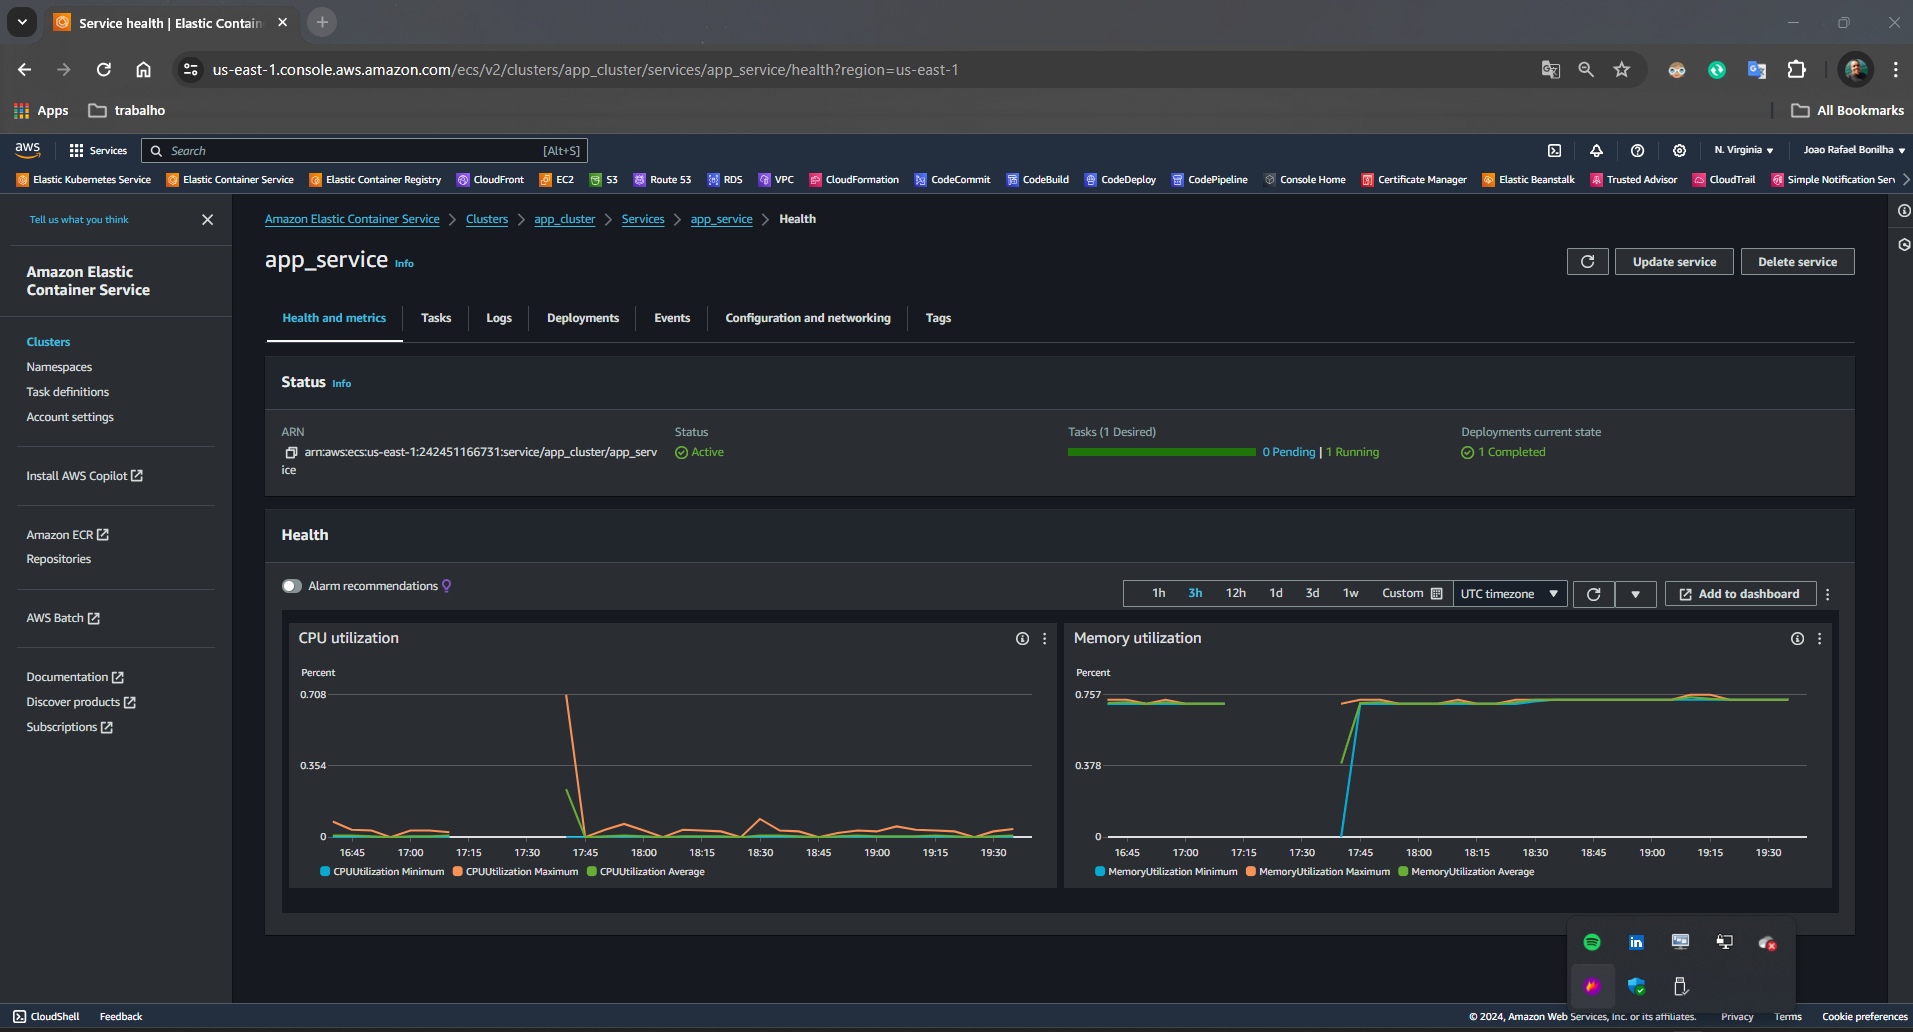 Service health | Elastic Contain
us-east-1.console.aws.amazon.com/ecs/v2/clusters/app_cluster/services/app_service/health?region=us-east-1
Apps
trabalho
All Bookmarks
aws
Services
Search
[Alt+S]
N. Virginia
Joao Rafael Bonilha
Elastic Kubernetes Service
Elastic Container Service
Elastic Container Registry
CloudFront
EC2
S3
Route 53
RDS
VPC
CloudFormation
CodeCommit
CodeBuild
CodeDeploy
CodePipeline
Console Home
Certificate Manager
Elastic Beanstalk
Trusted Advisor
CloudTrail
Simple Notification Serv
Tell us what you think
Amazon Elastic
Container Service
Clusters
Namespaces
Task definitions
Account settings
Install AWS Copilot
Amazon ECR
Repositories
AWS Batch
Documentation
Discover products
Subscriptions
Amazon Elastic Container Service
Clusters
app_cluster
Services
app_service
Health
app_service Info
Update service
Delete service
Health and metrics
Tasks
Logs
Deployments
Events
Configuration and networking
Tags
Status Info
ARN
arn:aws:ecs:us-east-1:242451166731:service/app_cluster/app_serv
ice
Status
Active
Tasks (1 Desired)
0 Pending | 1 Running
Deployments current state
1 Completed
Health
Alarm recommendations
1h
3h
12h
1d
3d
1w
Custom
UTC timezone
Add to dashboard
CPU utilization
Percent
0.708
0.354
0
16:45 17:00 17:15 17:30 17:45 18:00 18:15 18:30 18:45 19:00 19:15 19:30
CPUUtilization Minimum CPUUtilization Maximum CPUUtilization Average
Memory utilization
Percent
0.757
0.378
0
16:45 17:00 17:15 17:30 17:45 18:00 18:15 18:30 18:45 19:00 19:15 19:30
MemoryUtilization Minimum MemoryUtilization Maximum MemoryUtilization Average
in
CloudShell
Feedback
© 2024, Amazon Web Services, Inc. or its affiliates.
Privacy
Terms
Cookie preferences